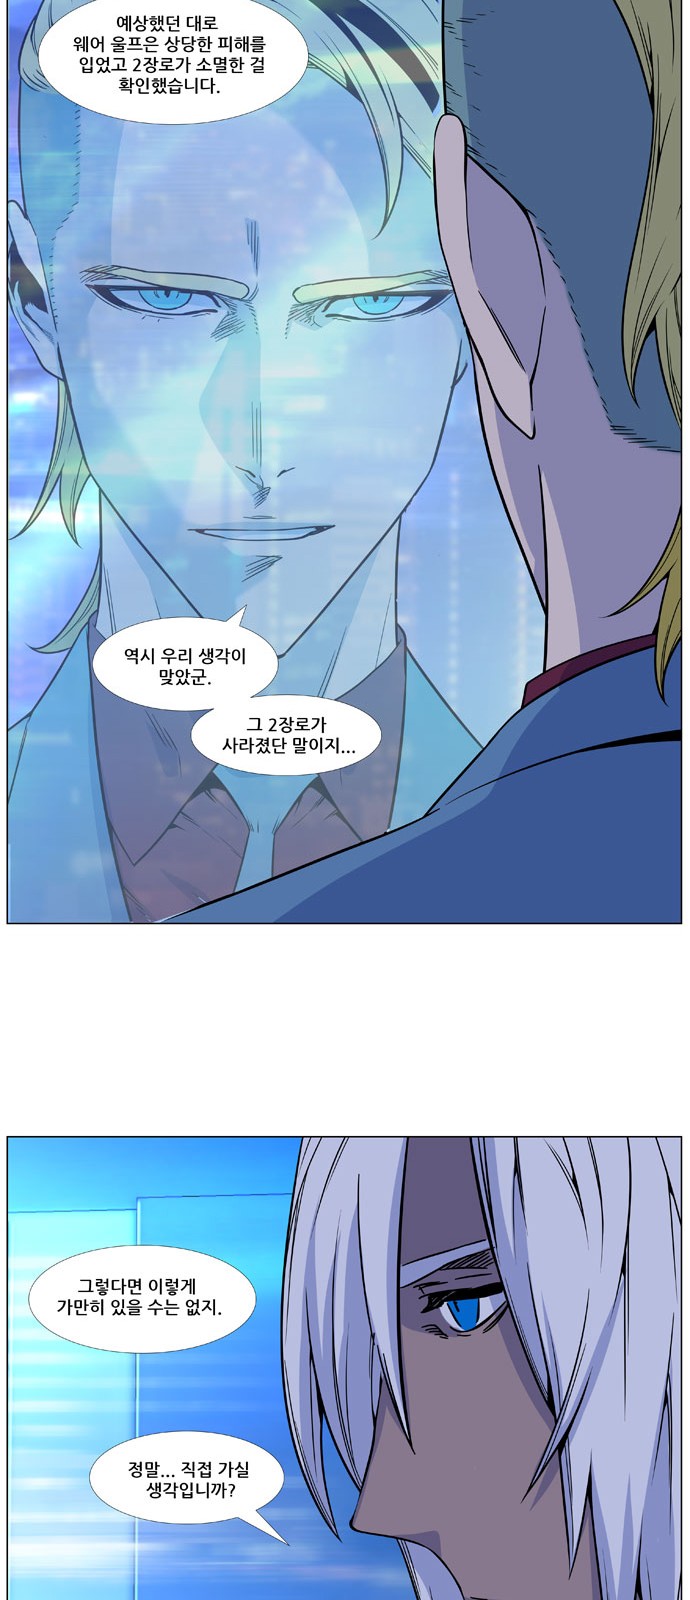 예상했던 대로
웨어 울프은 상당한 피해를
입었고 2장로가 소멸한 걸
확인했습니다.
역시 우리 생각이
맞았군.
그 2장로가
사라졌단 말이지...
그렇다면 이렇게
가만히 있을 수는 없지.
정말... 직접 가실
생각입니까?